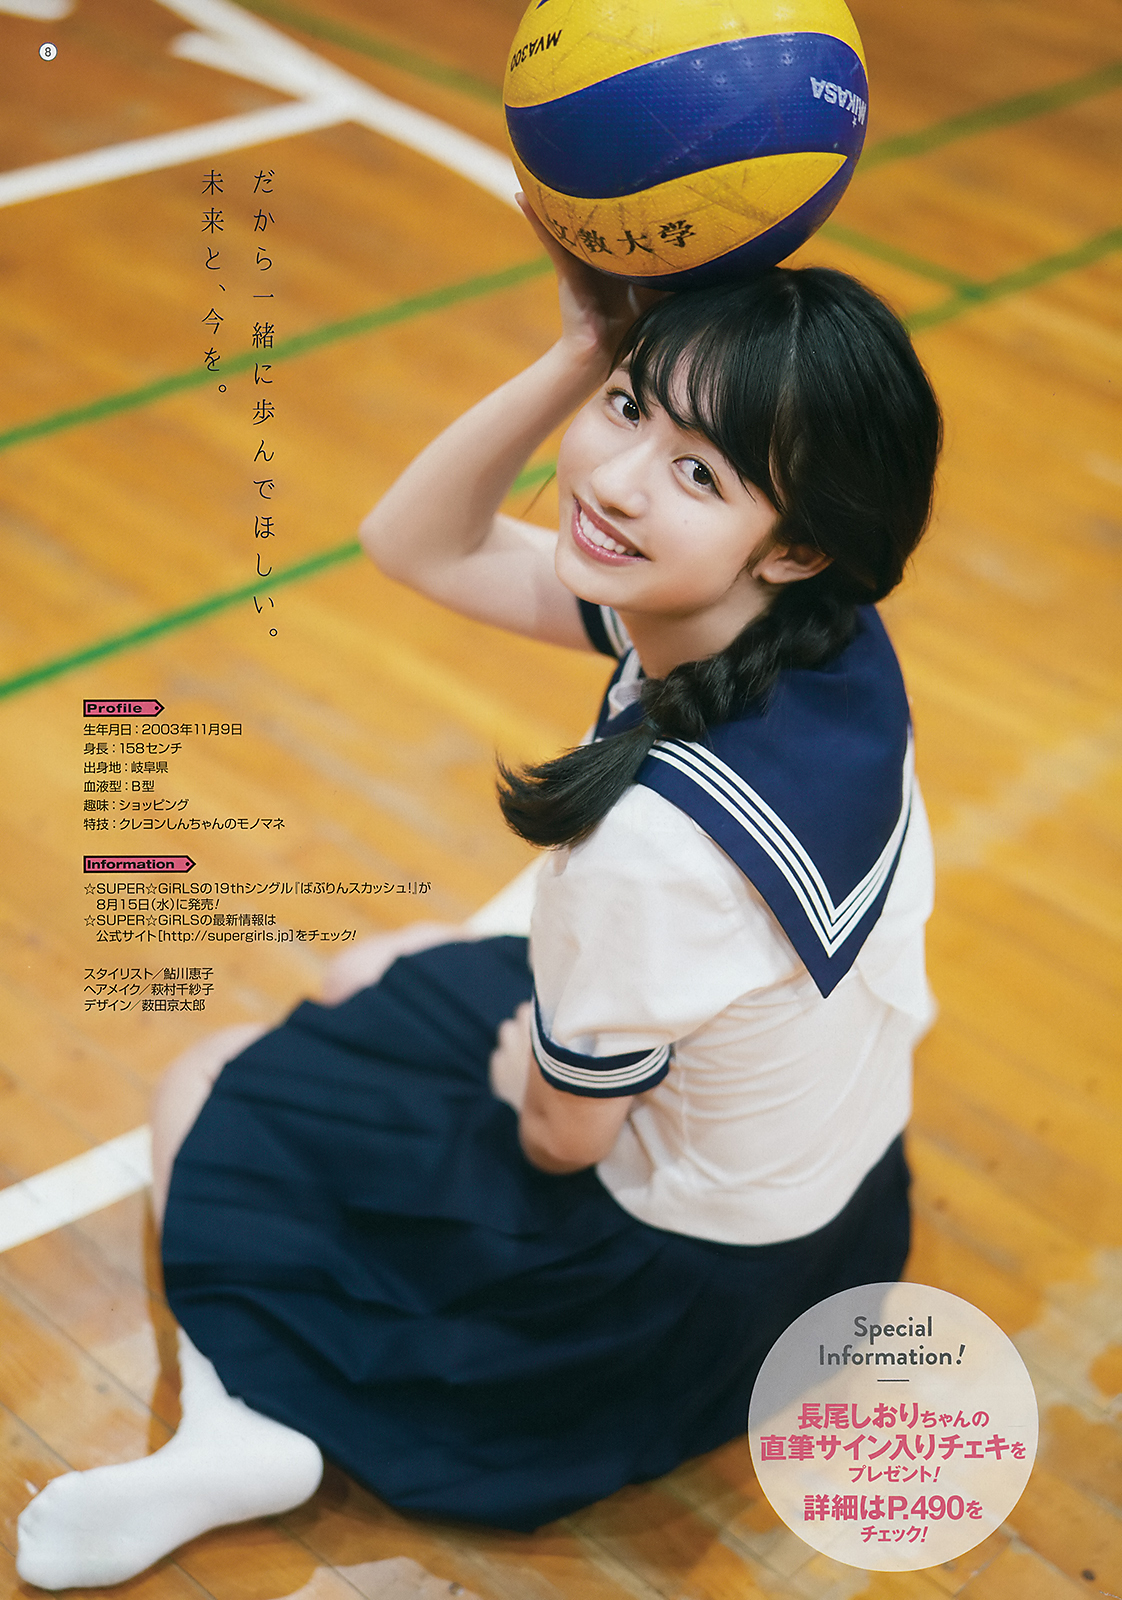 8
MVA300
MIKASA
文教大学
だから一緒に歩んでほしい。
未来と、今を。
Profile
生年月日：2003年11月9日
身長：158センチ
出身地：岐阜県
血液型：B型
趣味：ショッピング
特技：クレヨンしんちゃんのモノマネ
Information
☆SUPER☆GiRLSの19thシングル『ばぶりんスカッシュ！』が
8月15日（水）に発売！
☆SUPER☆GiRLSの最新情報は
公式サイト[http://supergirls.jp]をチェック！
スタイリスト／鮎川恵子
ヘアメイク／萩村千紗子
デザイン／薮田京太郎
Special
Information!
長尾しおりちゃんの
直筆サイン入りチェキを
プレゼント！
詳細はP.490を
チェック！